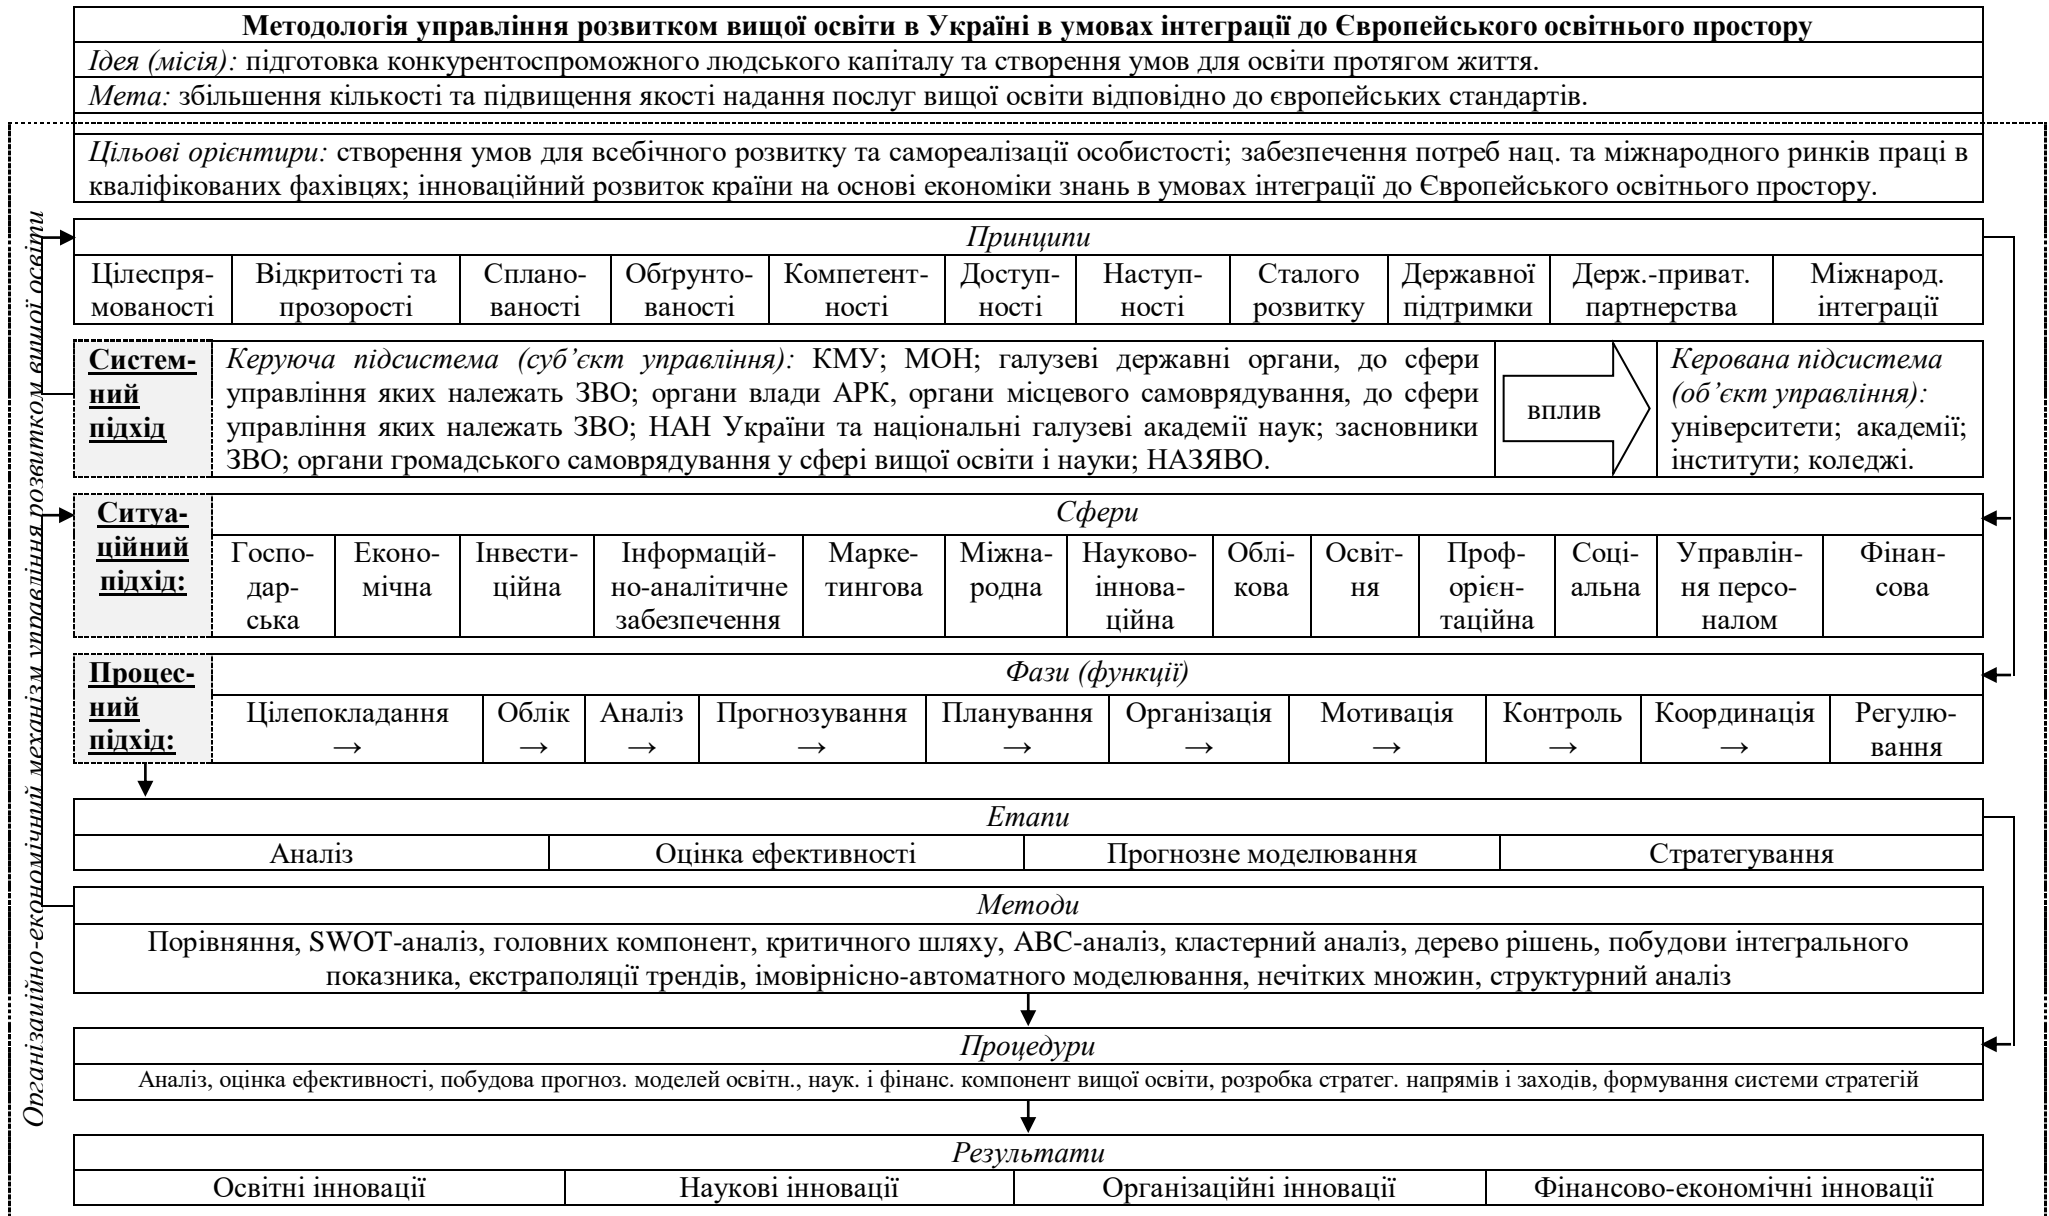 Методологія управління розвитком вищої освіти в Україні в умовах інтеграції до Європейського освітнього простору
Ідея (місія): підготовка конкурентоспроможного людського капіталу та створення умов для освіти протягом життя.
Мета: збільшення кількості та підвищення якості надання послуг вищої освіти відповідно до європейських стандартів.
Цільові орієнтири: створення умов для всебічного розвитку та самореалізації особистості; забезпечення потреб нац. та міжнародного ринків праці в
кваліфікованих фахівцях; інноваційний розвиток країни на основі економіки знань в умовах інтеграції до Європейського освітнього простору.
Організаційно-економічний механізм управління розвитком вищої освіти
Принципи
Цілеспря-
мованості
Відкритості та
прозорості
Сплано-
ваності
Обґрунто-
ваності
Компетент-
ності
Доступ-
ності
Наступ-
ності
Сталого
розвитку
Державної
підтримки
Держ.-приват.
партнерства
Міжнарод.
інтеграції
Систем-
ний
підхід
Керуюча підсистема (суб’єкт управління): КМУ; МОН; галузеві державні органи, до сфери
управління яких належать ЗВО; органи влади АРК, органи місцевого самоврядування, до сфери
управління яких належать ЗВО; НАН України та національні галузеві академії наук; засновники
ЗВО; органи громадського самоврядування у сфері вищої освіти і науки; НАЗЯВО.
вплив
Керована підсистема
(об’єкт управління):
університети; академії;
інститути; коледжі.
Ситуа-
ційний
підхід:
Сфери
Госпо-
дар-
ська
Еконо-
мічна
Інвести-
ційна
Інформацій-
но-аналітичне
забезпечення
Марке-
тингова
Міжна-
родна
Науково-
іннова-
ційна
Облі-
кова
Освіт-
ня
Проф-
орієн-
таційна
Соці-
альна
Управлін-
ня персо-
налом
Фінан-
сова
Процес-
ний
підхід:
Фази (функції)
Цілепокладання
→
Облік
→
Аналіз
→
Прогнозування
→
Планування
→
Організація
→
Мотивація
→
Контроль
→
Координація
→
Регулю-
вання
Етапи
Аналіз
Оцінка ефективності
Прогнозне моделювання
Стратегування
Методи
Порівняння, SWOT-аналіз, головних компонент, критичного шляху, АВС-аналіз, кластерний аналіз, дерево рішень, побудови інтегрального
показника, екстраполяції трендів, імовірнісно-автоматного моделювання, нечітких множин, структурний аналіз
Процедури
Аналіз, оцінка ефективності, побудова прогноз. моделей освітн., наук. і фінанс. компонент вищої освіти, розробка стратег. напрямів і заходів, формування системи стратегій
Результати
Освітні інновації
Наукові інновації
Організаційні інновації
Фінансово-економічні інновації